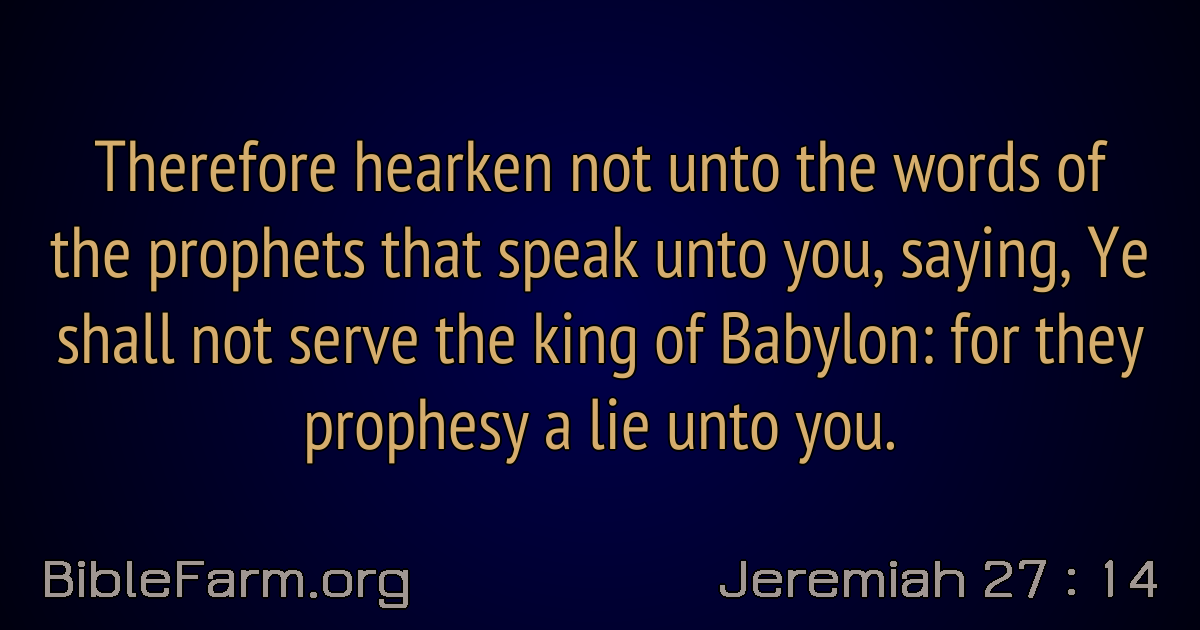 Therefore hearken not unto the words of
the prophets that speak unto you, saying, Ye
shall not serve the king of Babylon: for they
prophesy a lie unto you.
BibleFarm.org
Jeremiah 27 : 14